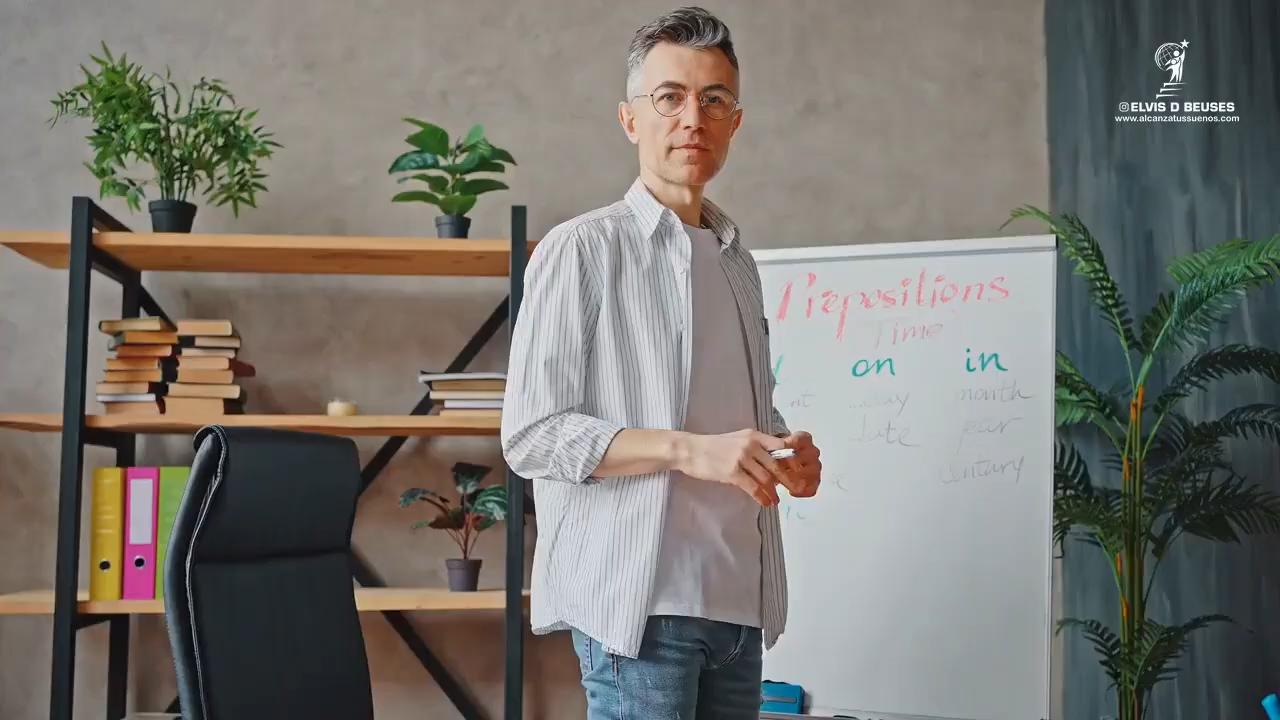 ELVIS D BEUSES
www.alcanzatussuenos.com
Prepositions
Time
on in
month
date year
century